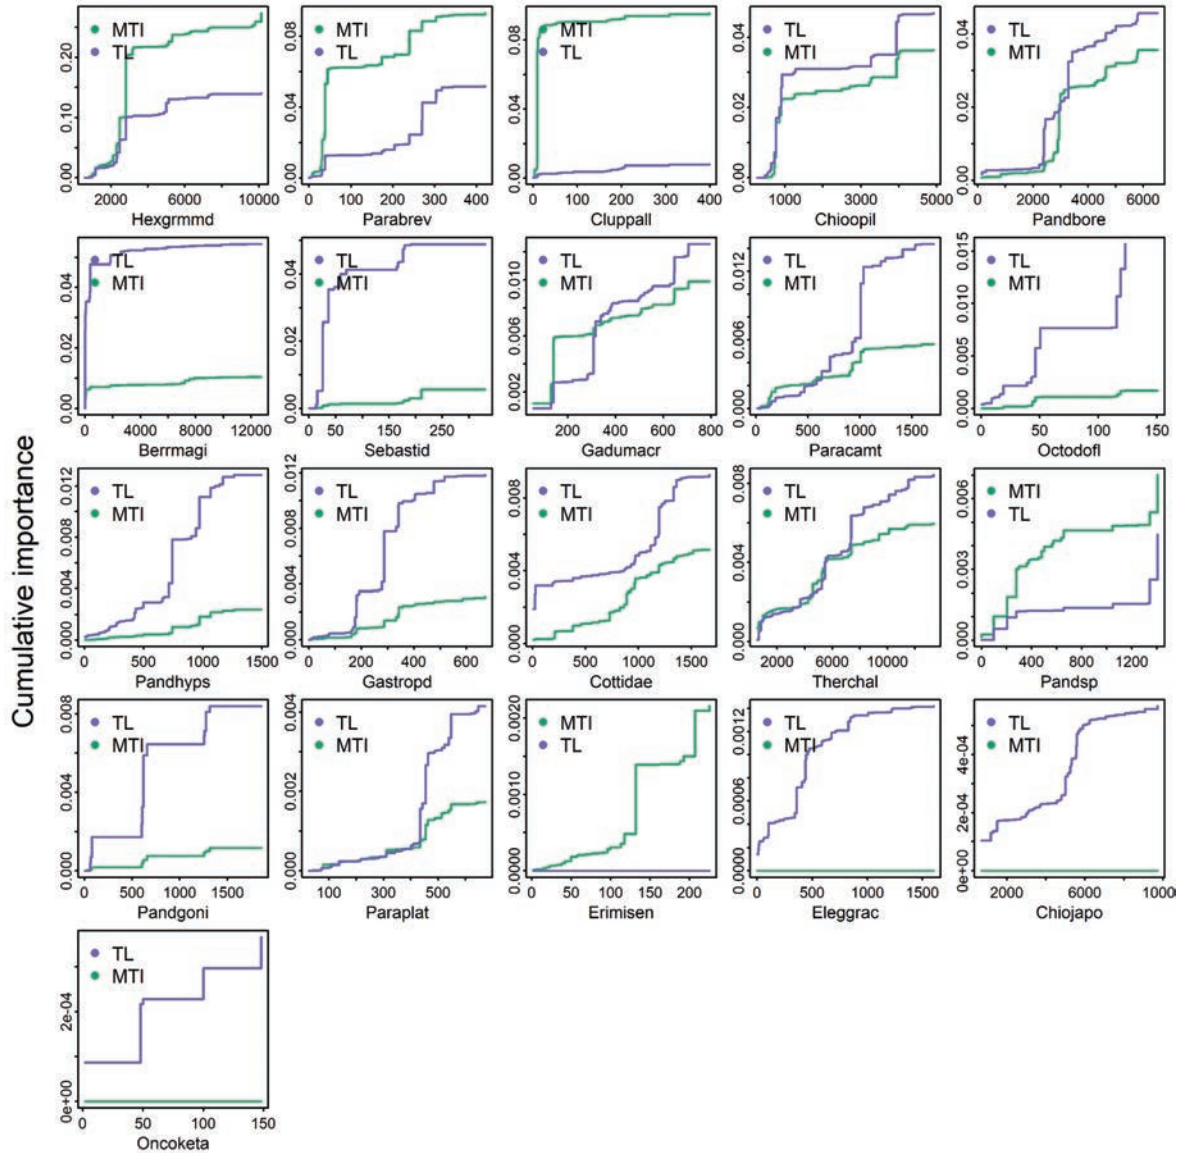 Cumulative importance
MTI
TL
0.00 0.10 0.20
2000 6000 10000
Hexgrmmd
MTI
TL
0.00 0.04 0.08
0 100 200 300 400
Parabrev
MTI
TL
0.00 0.04 0.08
0 100 200 300 400
Cluppall
TL
MTI
0.00 0.02 0.04
1000 3000 5000
Chioopil
TL
MTI
0.00 0.02 0.04
0 2000 4000 6000
Pandbore
TL
MTI
0.00 0.02 0.04
0 4000 8000 12000
Berrmagi
TL
MTI
0.00 0.02 0.04
0 50 150 250
Sebastid
TL
MTI
0.002 0.006 0.010
200 400 600 800
Gadumacr
TL
MTI
0.000 0.006 0.012
0 500 1000 1500
Paracamt
TL
MTI
0.000 0.005 0.010 0.015
0 50 100 150
Octodofl
TL
MTI
0.000 0.004 0.008 0.012
0 500 1000 1500
Pandhyps
TL
MTI
0.000 0.004 0.008 0.012
0 200 400 600
Gastropd
TL
MTI
0.000 0.004 0.008
0 500 1000 1500
Cottidae
TL
MTI
0.000 0.004 0.008
2000 6000 10000
Therchal
MTI
TL
0.000 0.003 0.006
0 400 800 1200
Pandsp
TL
MTI
0.000 0.004 0.008
0 500 1000 1500
Pandgoni
TL
MTI
0.000 0.002 0.004
100 300 500
Paraplat
MTI
TL
0.0000 0.0010 0.0020
0 50 100 150 200
Erimisen
TL
MTI
0.0000 0.0006 0.0012
0 500 1000 1500
Eleggrac
TL
MTI
0e+00 2e-04 4e-04
2000 6000 10000
Chiojapo
TL
MTI
0e+00 2e-04
0 50 100 150
Oncoketa